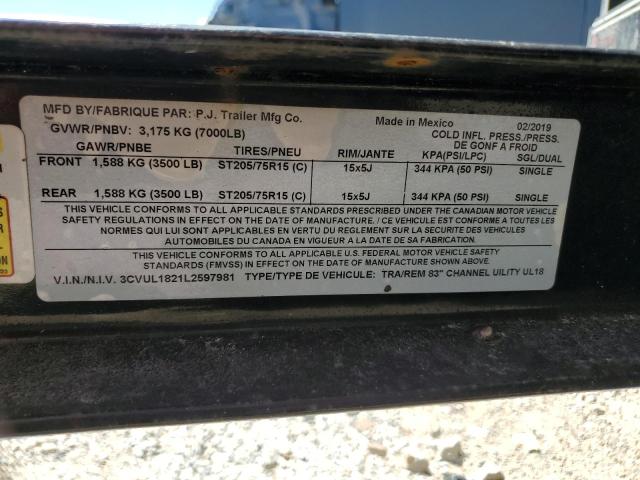 MFD BY/FABRIQUE PAR: P.J. Trailer Mfg Co. Made in Mexico 02/2019
GVWR/PNBV: 3,175 KG (7000LB) COLD INFL. PRESS./PRESS.
DE GONF A FROID
GAWR/PNBE TIRES/PNEU RIM/JANTE KPA(PSI/LPC) SGL/DUAL
FRONT 1,588 KG (3500 LB) ST205/75R15 (C) 15x5J 344 KPA (50 PSI) SINGLE
REAR 1,588 KG (3500 LB) ST205/75R15 (C) 15x5J 344 KPA (50 PSI) SINGLE
THIS VEHICLE CONFORMS TO ALL APPLICABLE STANDARDS PRESCRIBED UNDER THE CANADIAN MOTOR VEHICLE
SAFETY REGULATIONS IN EFFECT ON THE DATE OF MANUFACTURE. / CE VEHICULE EST CONFORME A TOUTES LES
NORMES QUI LUI SONT APPLICABLES EN VERTU DU REGLEMENT SUR LA SECURITE DES VEHICULES
AUTOMOBILES DU CANADA EN VIGUEUR A LA DATE DE SA FABRICATION.
THIS VEHICLE CONFORMS TO ALL APPLICABLE U.S. FEDERAL MOTOR VEHICLE SAFETY
STANDARDS (FMVSS) IN EFFECT ON THE DATE OF MANUFACTURE SHOWN ABOVE.
V.I.N./N.I.V. 3CVUL1821L2597981 TYPE/TYPE DE VEHICULE: TRA/REM 83" CHANNEL UILITY UL18